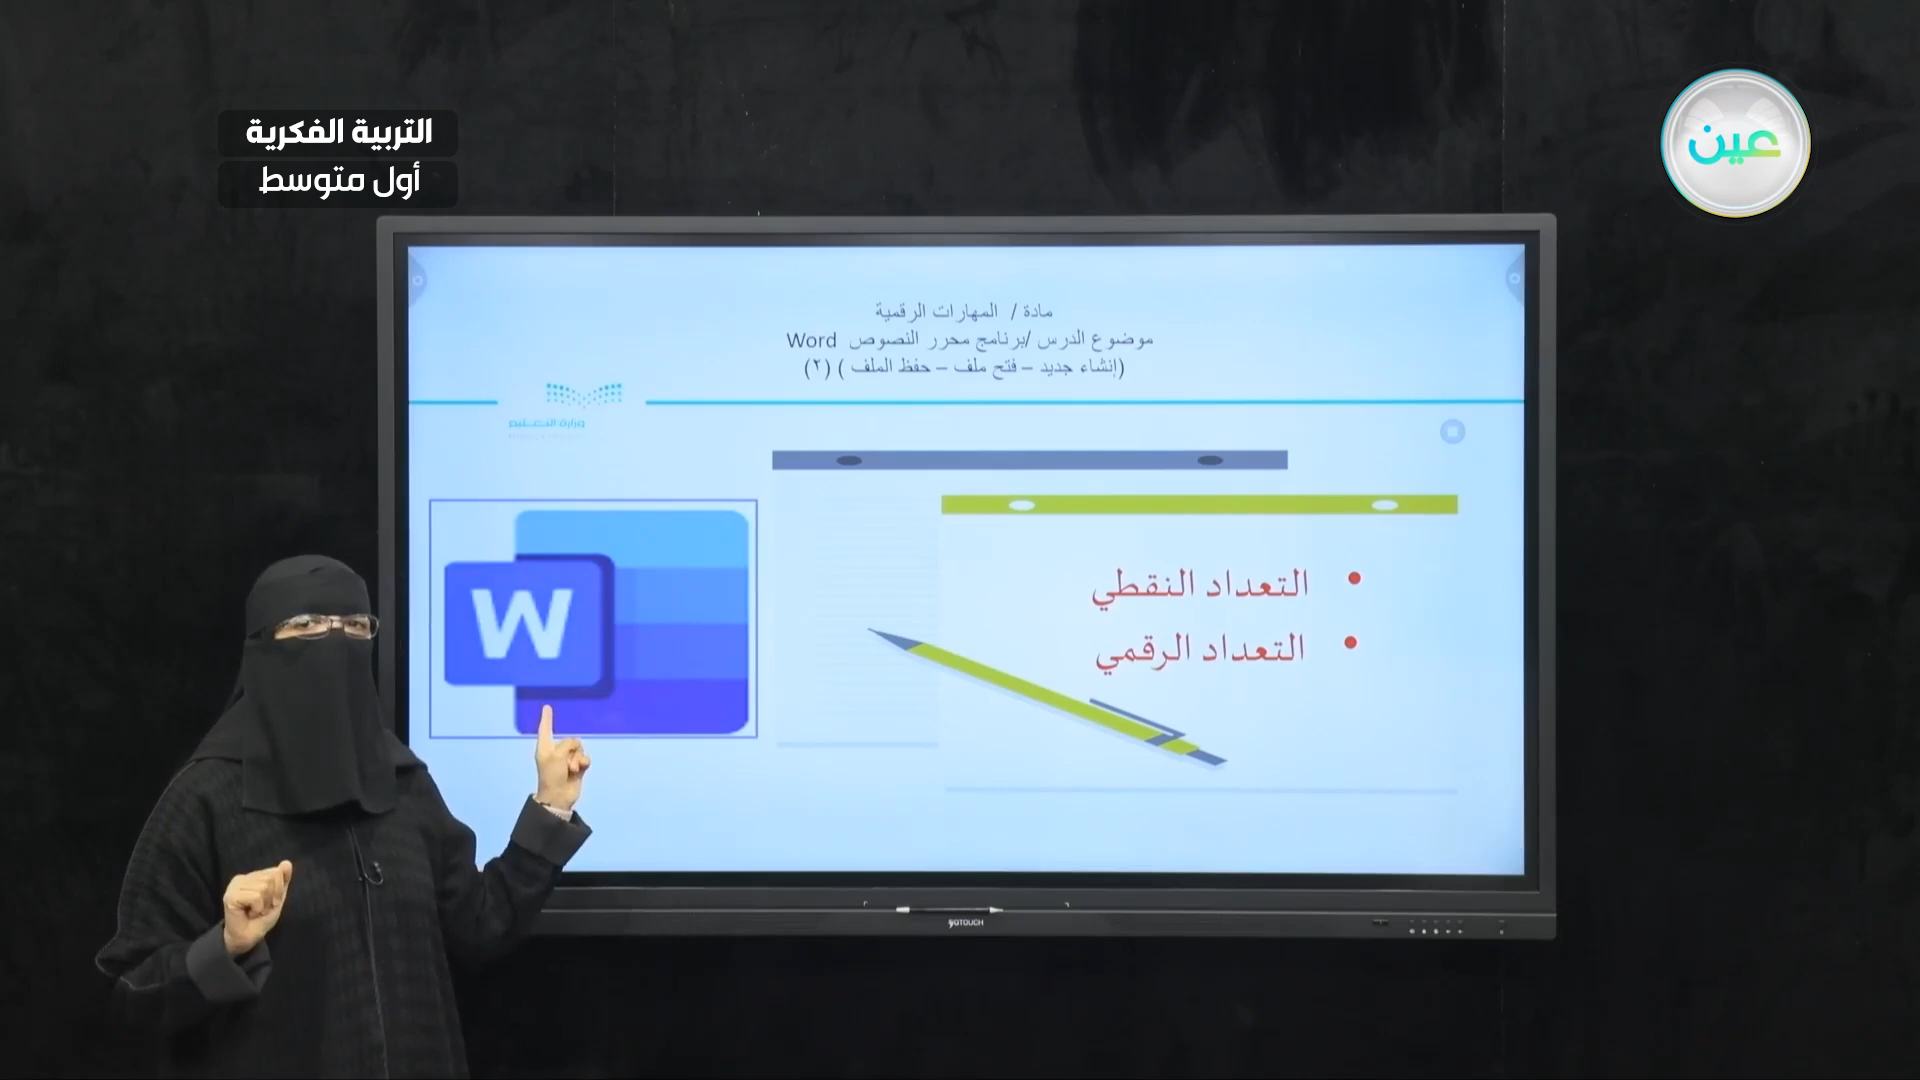 التربية الفكرية
أول متوسط
عين
مادة / المهارات الرقمية
موضوع الدرس /برنامج محرر النصوص Word
(إنشاء جديد – فتح ملف – حفظ الملف ) (٢)
وزارة التعليم
W
• التعداد النقطي
• التعداد الرقمي
YOTOUCH